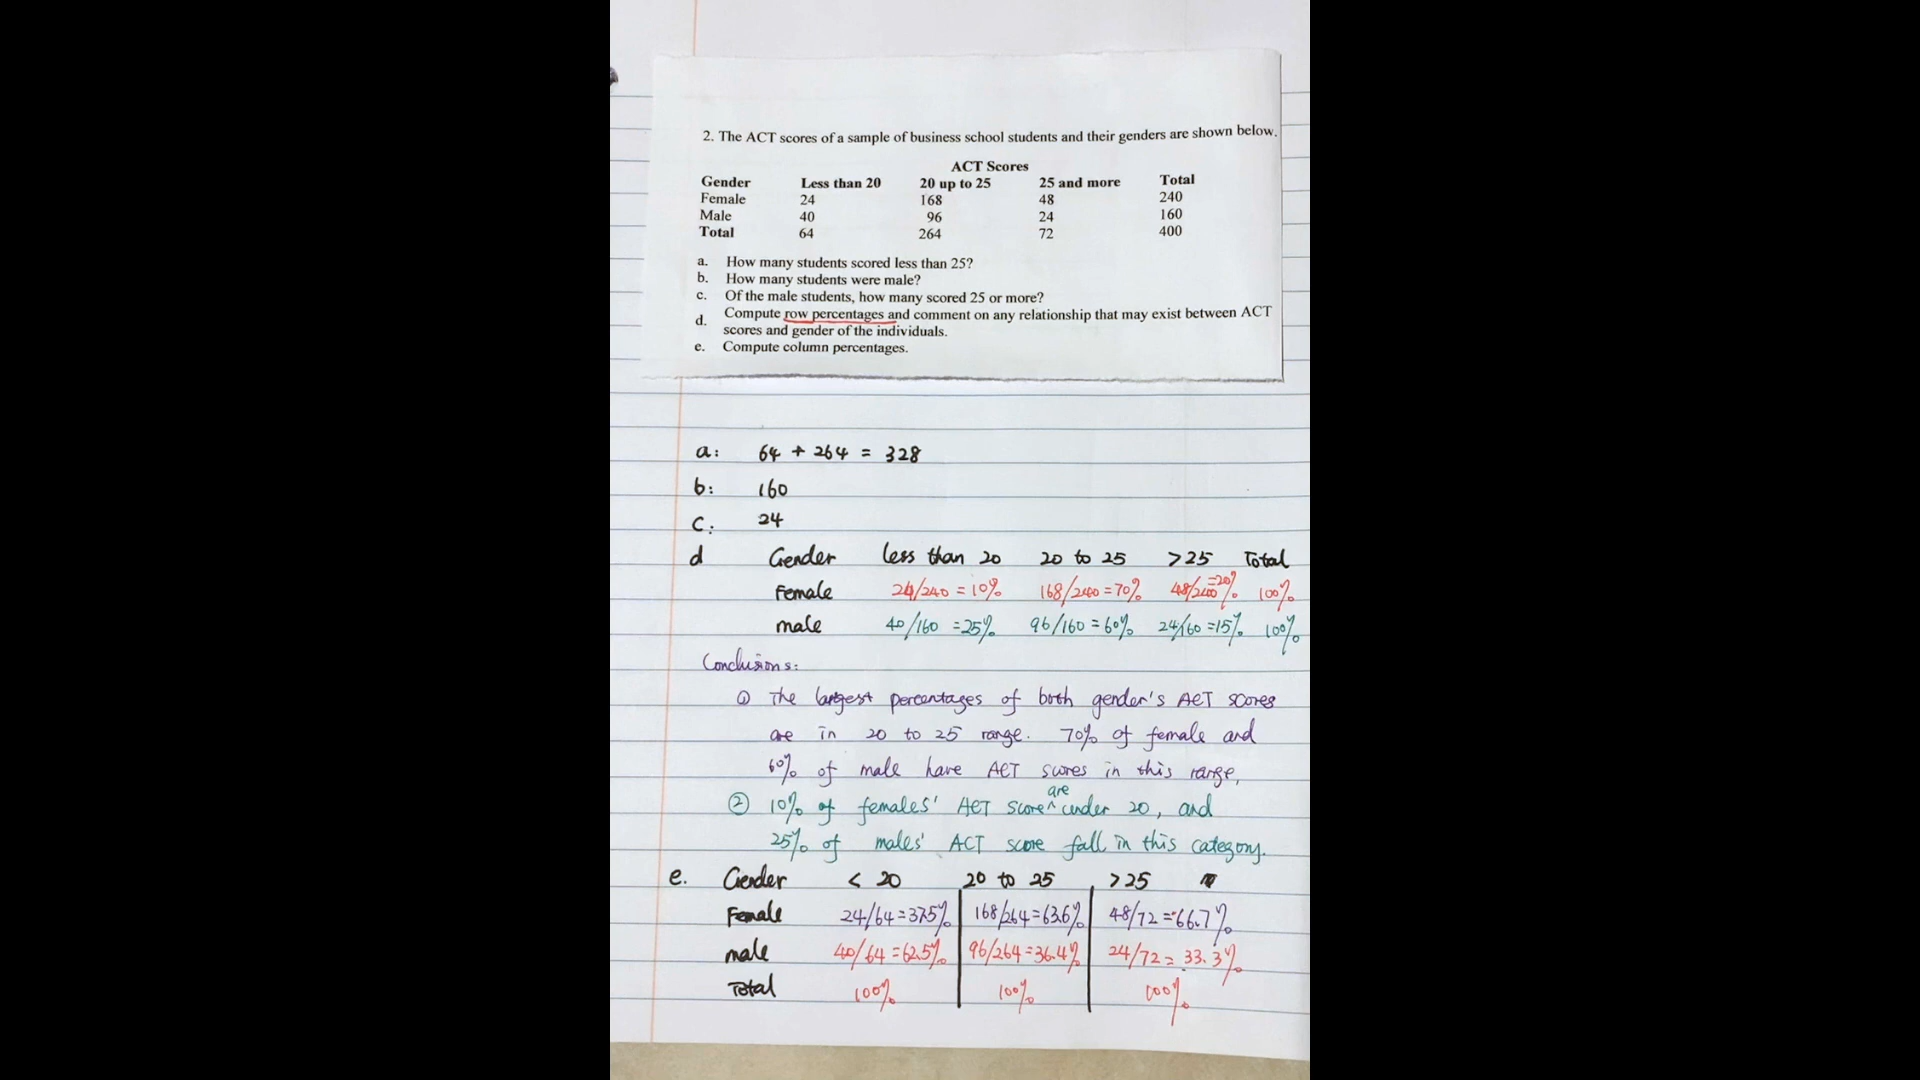 2. The ACT scores of a sample of business school students and their genders are shown below.
ACT Scores
Gender Less than 20 20 up to 25 25 and more Total
Female 24 168 48 240
Male 40 96 24 160
Total 64 264 72 400
a. How many students scored less than 25?
b. How many students were male?
c. Of the male students, how many scored 25 or more?
d. Compute row percentages and comment on any relationship that may exist between ACT
scores and gender of the individuals.
e. Compute column percentages.
a: 64 + 264 = 328
b: 160
c: 24
d Gender less than 20 20 to 25 >25 Total
Female 24/240 = 10% 168/240 = 70% 48/240 = 20% 100%
male 40/160 = 25% 96/160 = 60% 24/160 = 15% 100%
Conclusions:
① The largest percentages of both gender's ACT scores
are in 20 to 25 range. 70% of female and
60% of male have ACT scores in this range,
② 10% of females' ACT score are under 20, and
25% of males' ACT score fall in this category.
e. Gender < 20 20 to 25 >25
Female 24/64 = 37.5% 168/264 = 63.6% 48/72 = 66.7%
male 40/64 = 62.5% 96/264 = 36.4% 24/72 = 33.3%
Total 100% 100% 100%